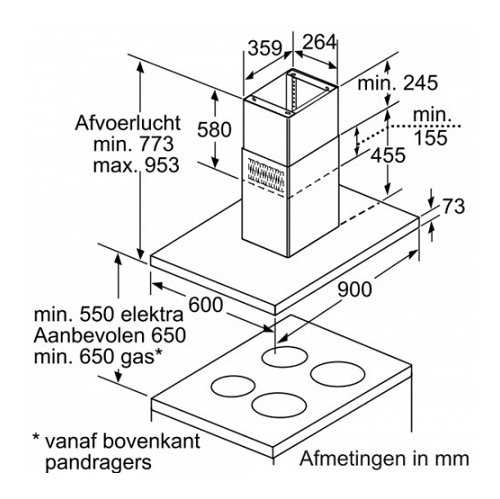 359
264
min. 245
580
Afvoerlucht
min. 773
max. 953
min.
155
455
73
600
900
min. 550 elektra
Aanbevolen 650
min. 650 gas*
* vanaf bovenkant
pandragers
Afmetingen in mm